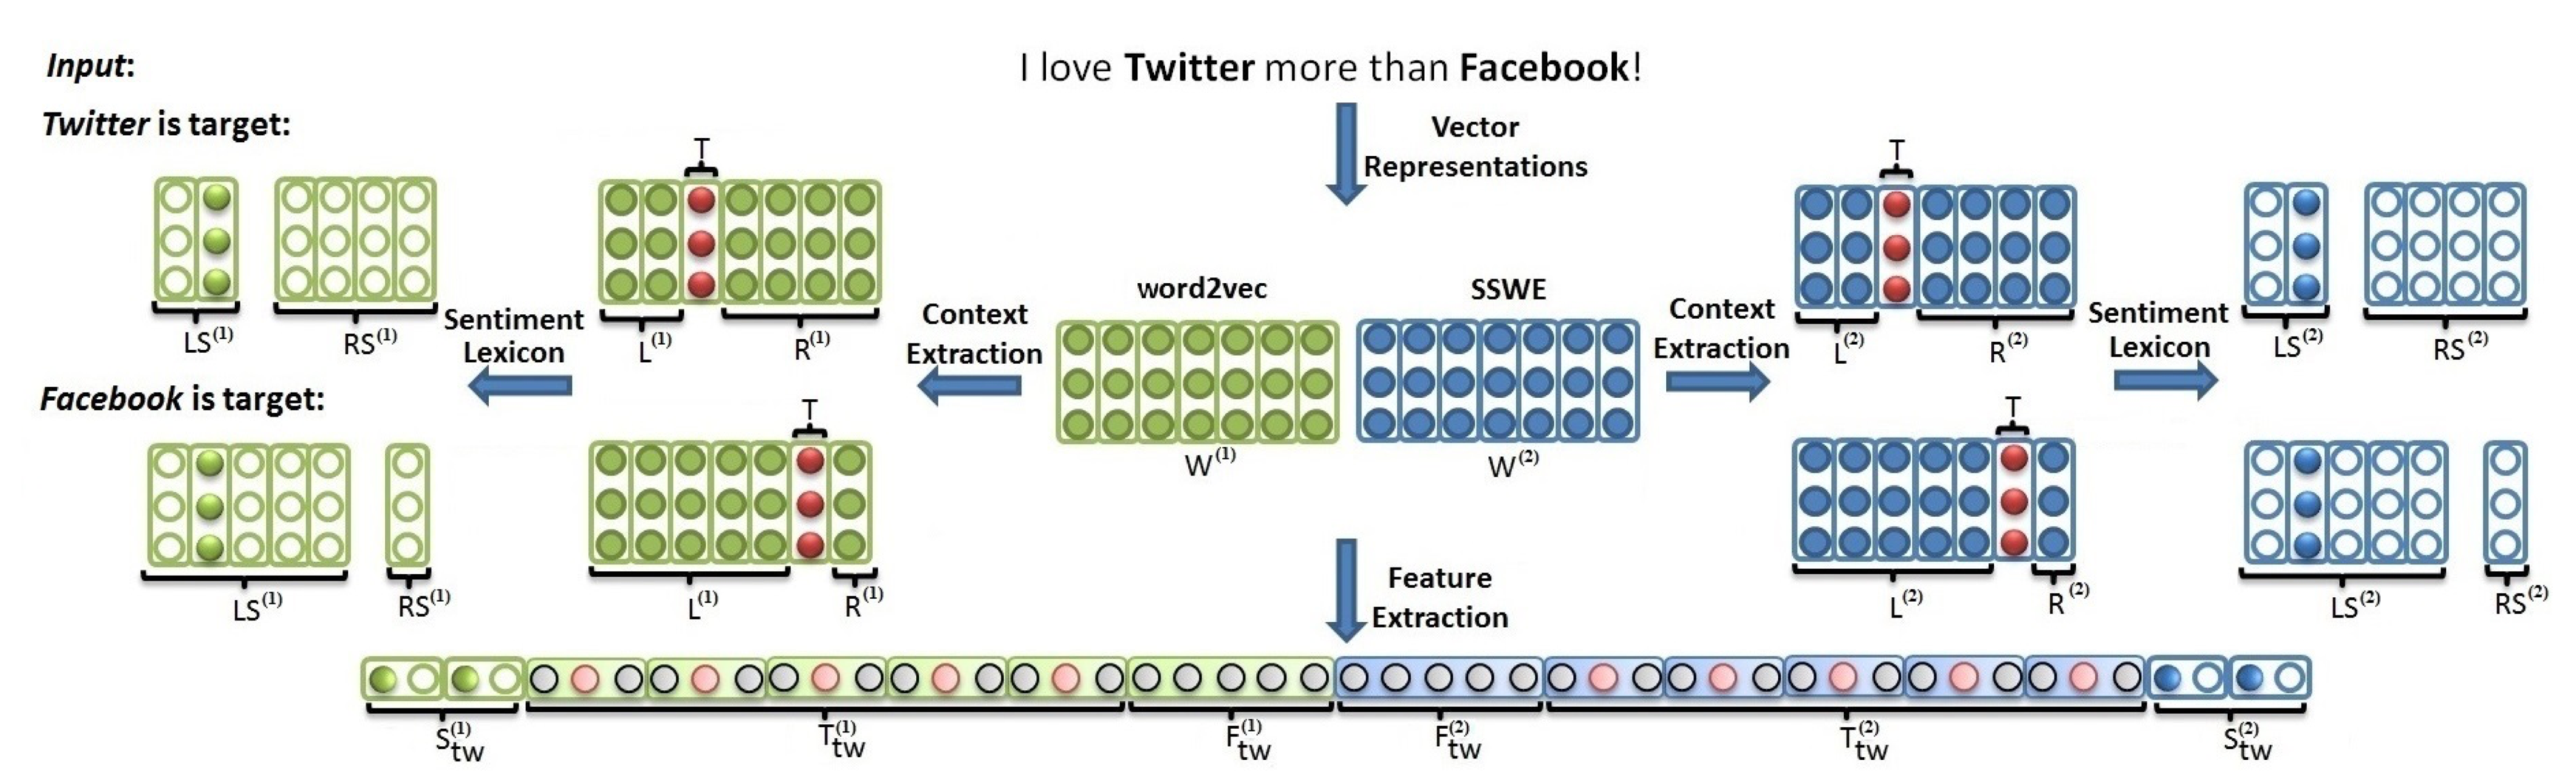 Input:
I love Twitter more than Facebook!
Twitter is target:
Vector
Representations
T
T
LS(1)
RS(1)
Sentiment
Lexicon
L(1)
R(1)
Context
Extraction
word2vec
SSWE
W(1)
W(2)
Context
Extraction
L(2)
R(2)
Sentiment
Lexicon
LS(2)
RS(2)
Facebook is target:
T
T
LS(1)
RS(1)
L(1)
R(1)
Feature
Extraction
L(2)
R(2)
LS(2)
RS(2)
S(1)tw
T(1)tw
F(1)tw
F(2)tw
T(2)tw
S(2)tw